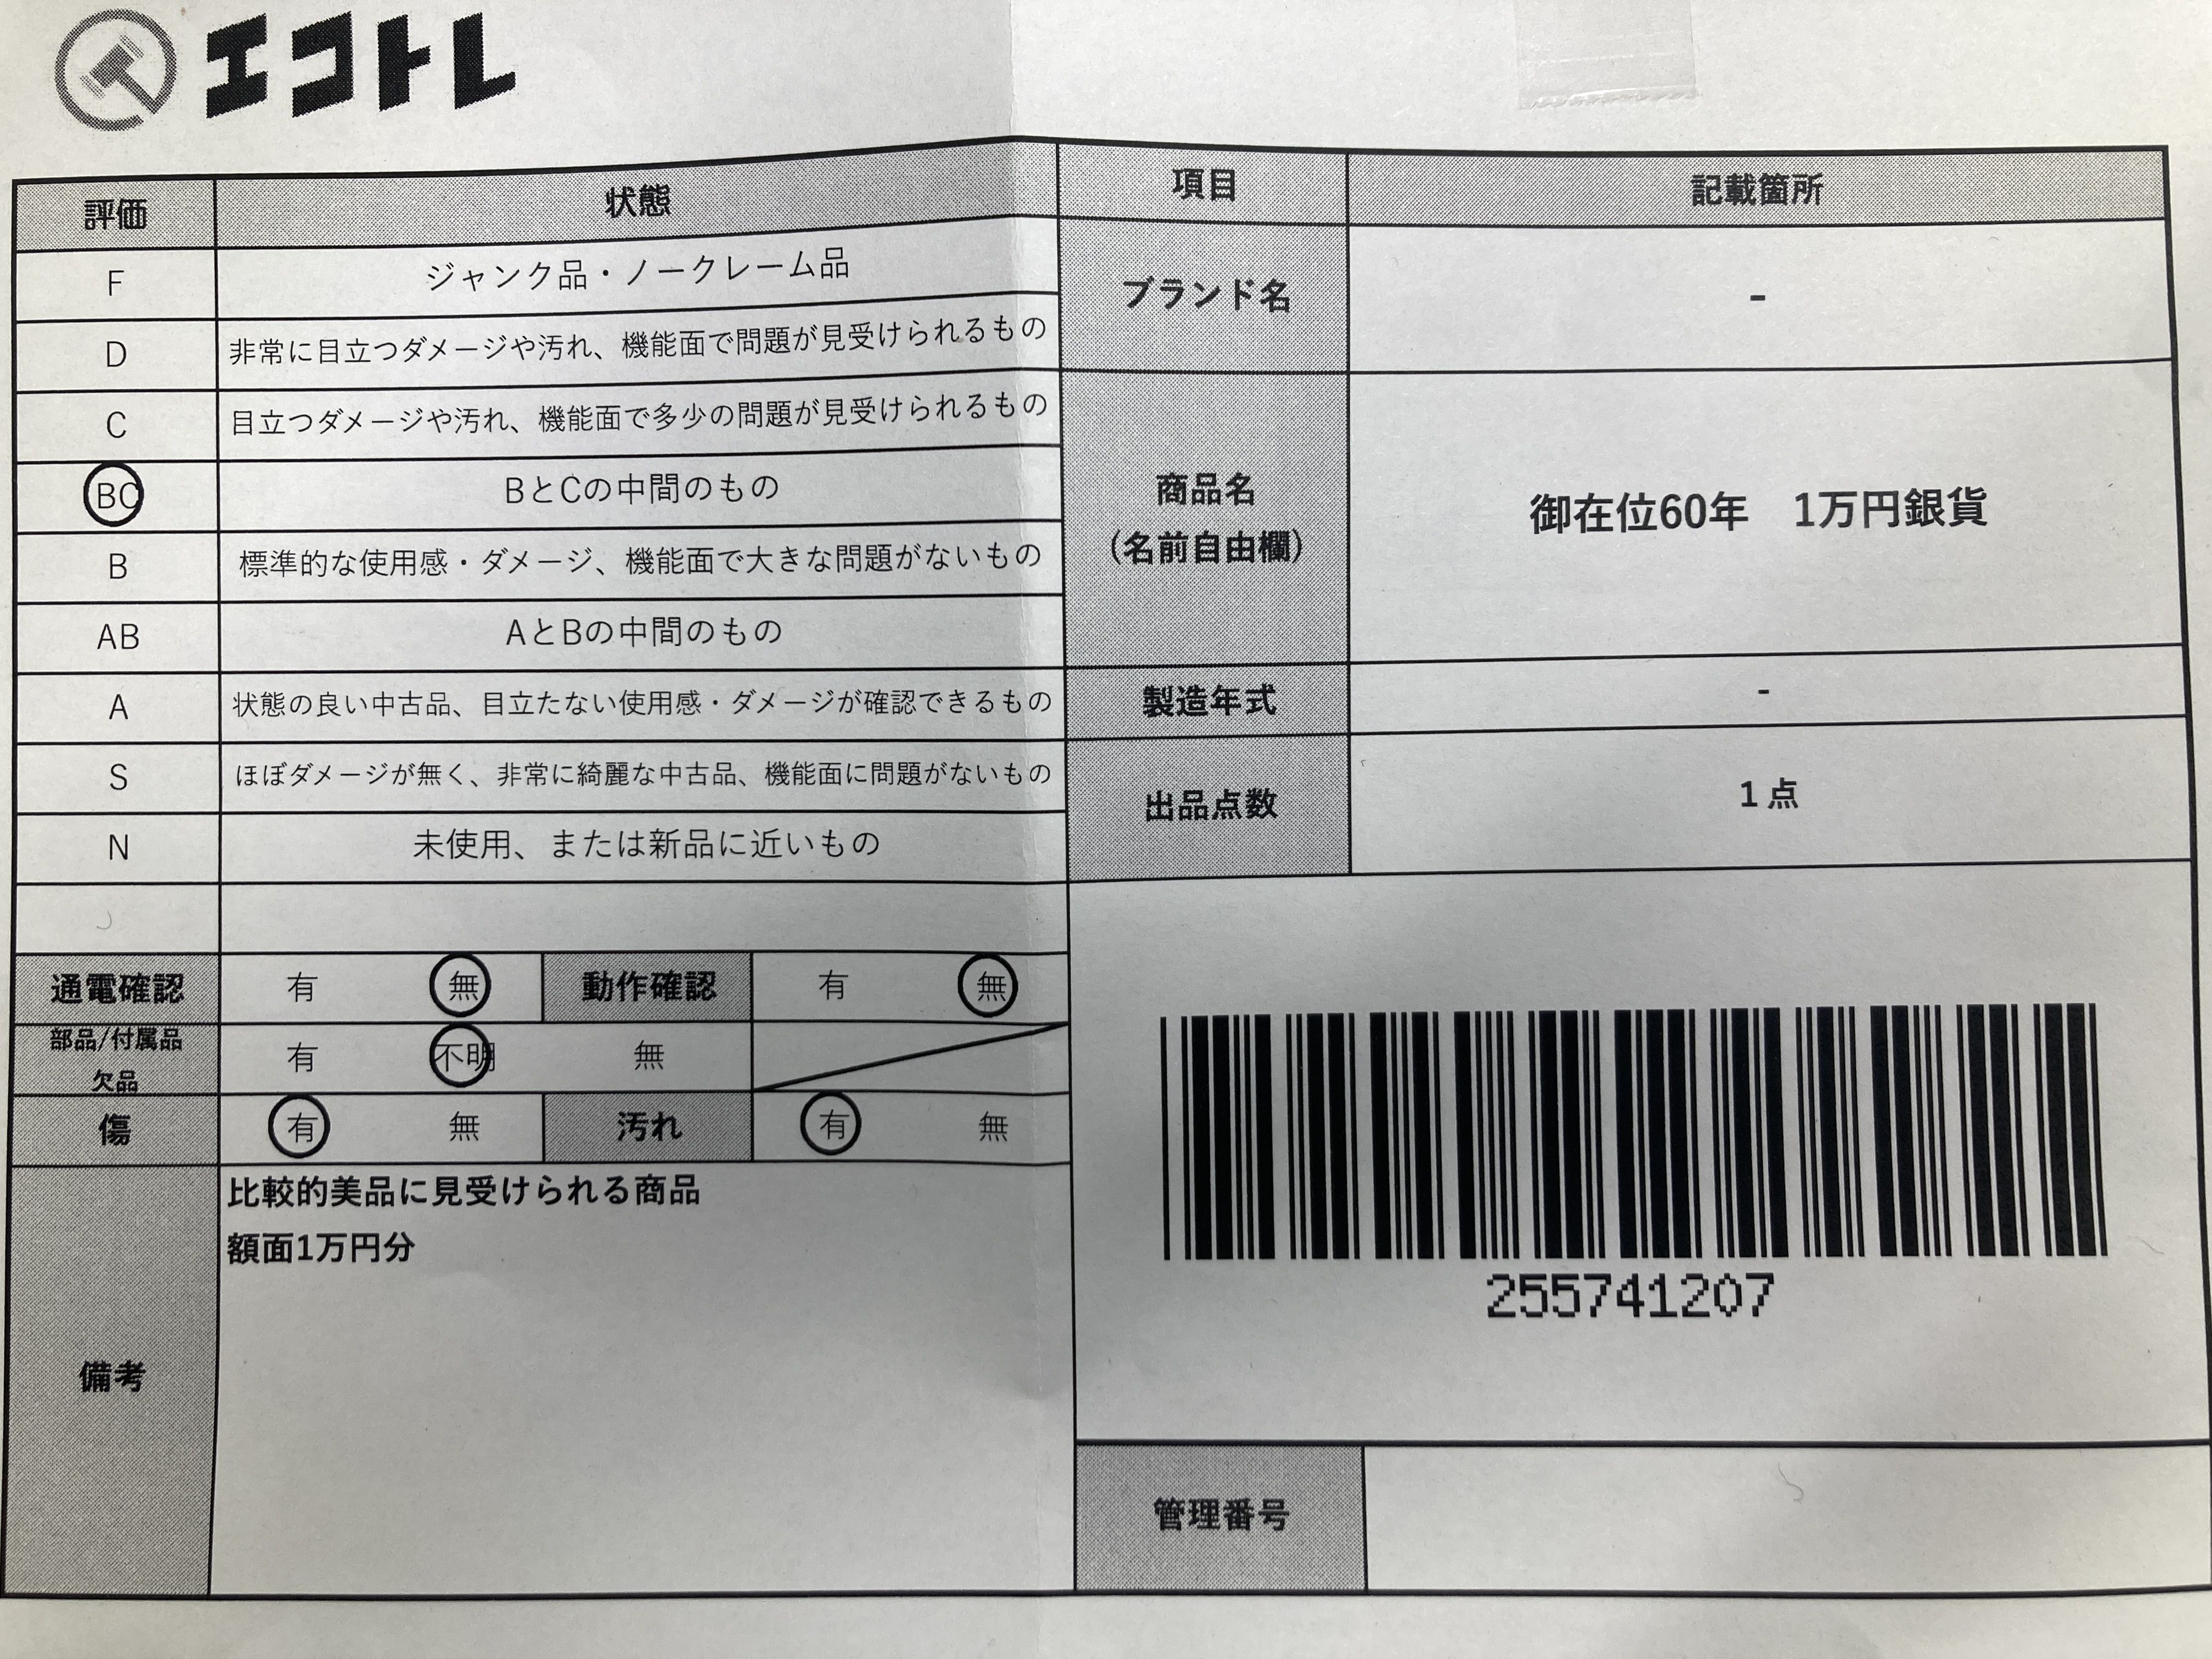 エコトレ
評価 状態
F ジャンク品・ノークレーム品
D 非常に目立つダメージや汚れ、機能面で問題が見受けられるもの
C 目立つダメージや汚れ、機能面で多少の問題が見受けられるもの
BC BとCの中間のもの
B 標準的な使用感・ダメージ、機能面で大きな問題がないもの
AB AとBの中間のもの
A 状態の良い中古品、目立たない使用感・ダメージが確認できるもの
S ほぼダメージが無く、非常に綺麗な中古品、機能面に問題がないもの
N 未使用、または新品に近いもの
通電確認 有 無 動作確認 有 無
部品/付属品
欠品 有 不明 無
傷 有 無 汚れ 有 無
備考
比較的美品に見受けられる商品
額面1万円分
項目 記載箇所
ブランド名 -
商品名
(名前自由欄)
御在位60年 1万円銀貨
製造年式 -
出品点数 1点
255741207
管理番号